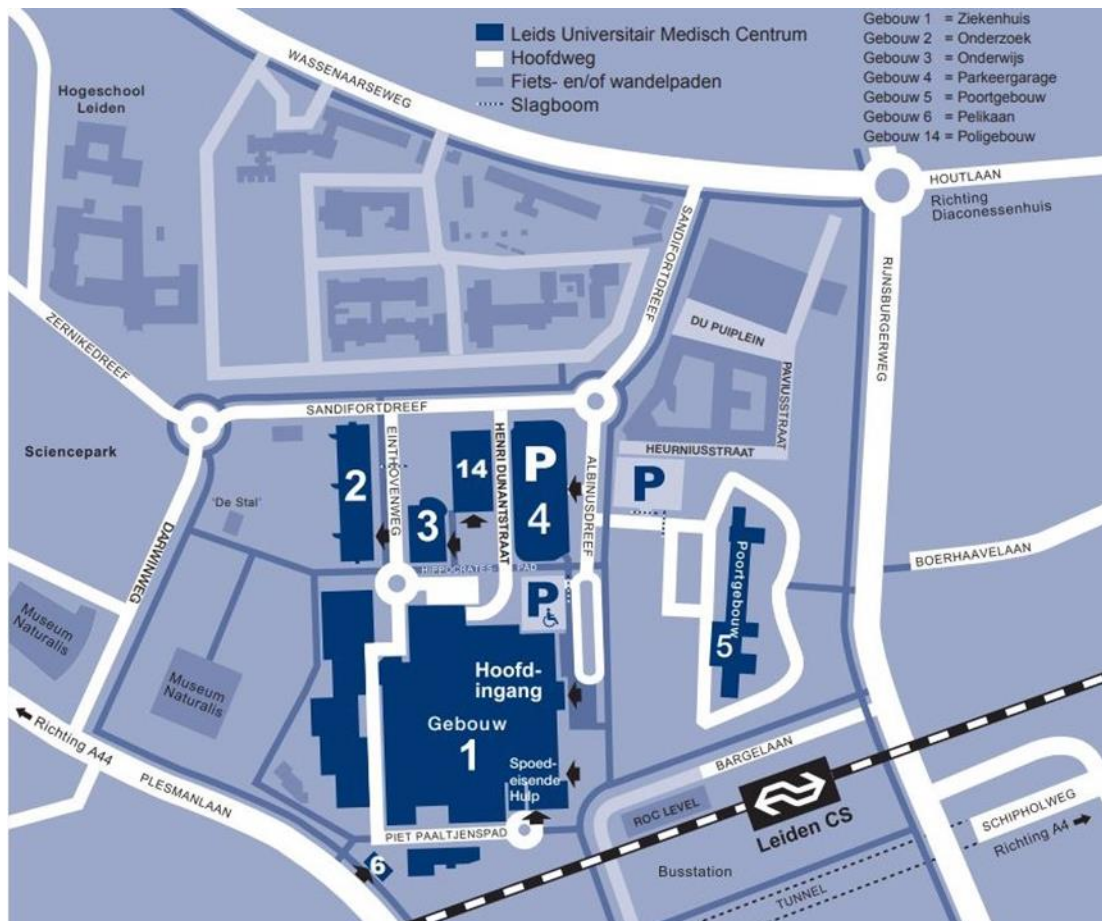 Leids Universitair Medisch Centrum
Hoofdweg
Fiets- en/of wandelpaden
Slagboom
Gebouw 1 = Ziekenhuis
Gebouw 2 = Onderzoek
Gebouw 3 = Onderwijs
Gebouw 4 = Parkeergarage
Gebouw 5 = Poortgebouw
Gebouw 6 = Pelikaan
Gebouw 14 = Poligebouw
WASSENAARSEWEG
Hogeschool
Leiden
HOUTLAAN
Richting
Diaconessenhuis
SANDIFORTDREEF
RIJNSBURGERWEG
ZERNIKEDREEF
DU PUIPLEIN
PAVIUSSTRAAT
SANDIFORTDREEF
HEURNIUSSTRAAT
Sciencepark
EINTHOVENWEG
HENRI DUNANTSTRAAT
ALBINUSDREEF
P
4
14
2
3
P
'De Stal'
DARWINWEG
HIPPOCRATES PAD
BOERHAAVELAAN
Poortgebouw
5
P
Museum
Naturalis
Museum
Naturalis
Hoofd-
ingang
Gebouw
1
Spoed-
eisende
Hulp
Richting A44
PLESMANLAAN
BARGELAAN
ROC LEVEL
Leiden CS
SCHIPHOLWEG
Richting A4
PIET PAALTJENSPAD
6
Busstation
TUNNEL